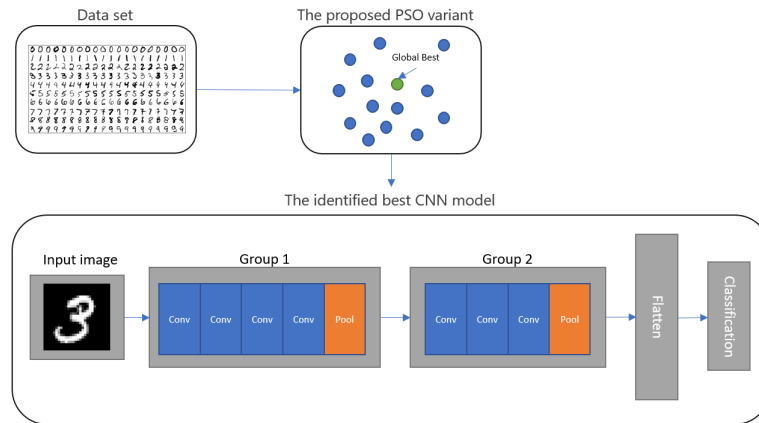 Data set
The proposed PSO variant
Global Best
The identified best CNN model
Input image
Group 1
Group 2
3
Conv
Conv
Conv
Conv
Pool
Conv
Conv
Conv
Pool
Flatten
Classification